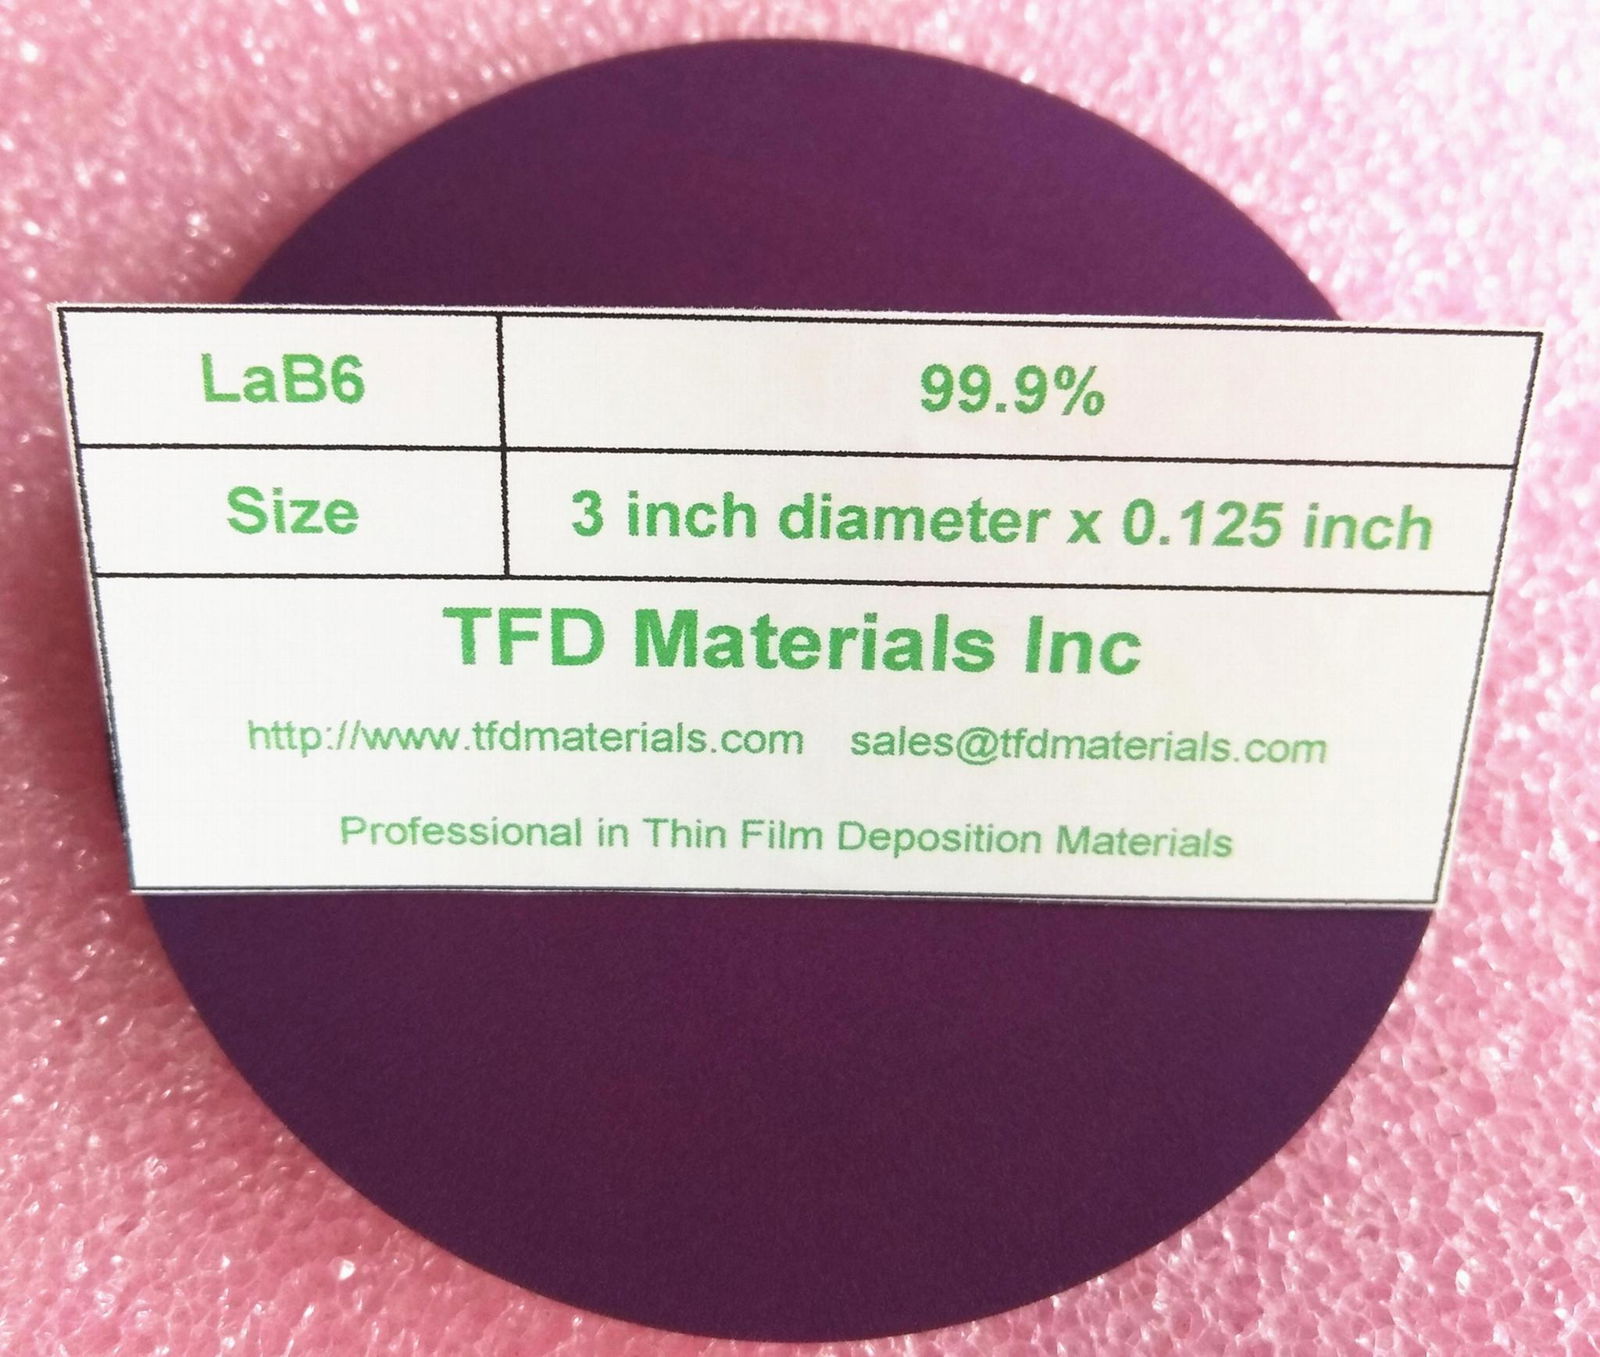 LaB6 99.9%
Size 3 inch diameter x 0.125 inch
TFD Materials Inc
http://www.tfdmaterials.com sales@tfdmaterials.com
Professional in Thin Film Deposition Materials